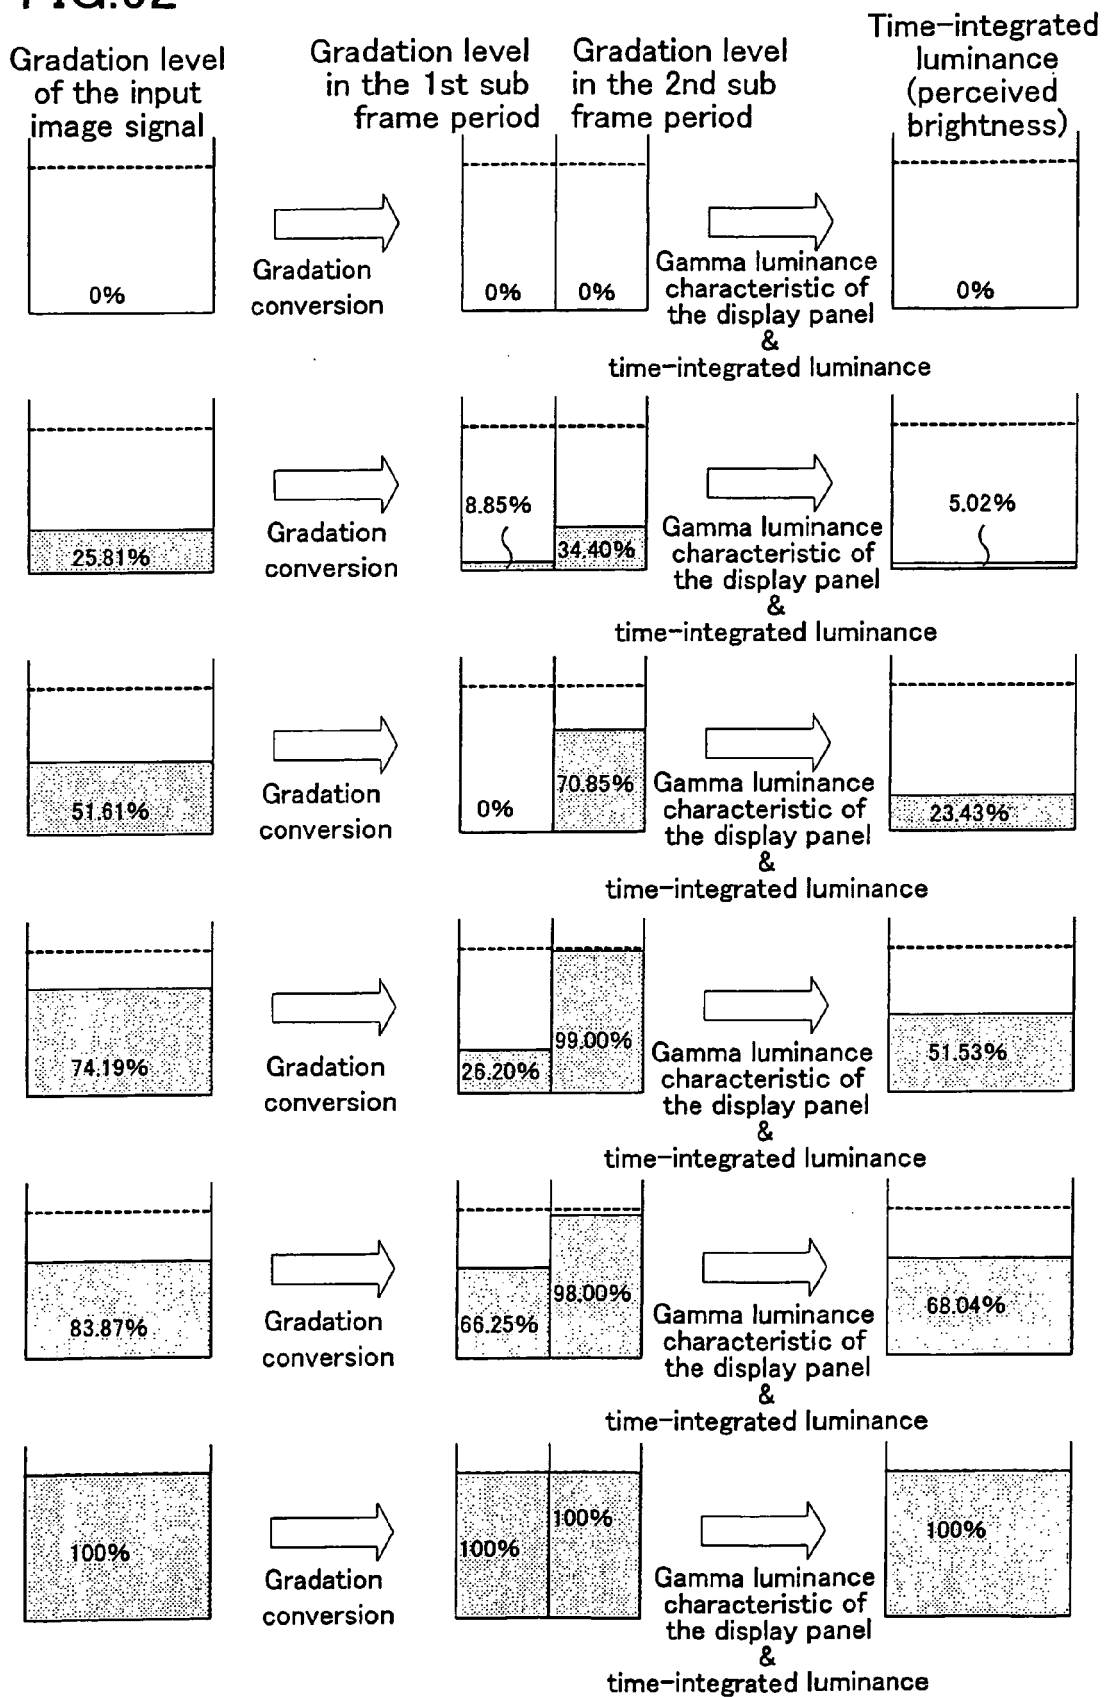 Gradation level
of the input
image signal
Gradation level
in the 1st sub
frame period
Gradation level
in the 2nd sub
frame period
Time-integrated
luminance
(perceived
brightness)
0%
Gradation
conversion
0%
0%
Gamma luminance
characteristic of
the display panel
&
time-integrated luminance
0%
25.81%
Gradation
conversion
8.85%
34.40%
Gamma luminance
characteristic of
the display panel
&
time-integrated luminance
5.02%
51.61%
Gradation
conversion
0%
70.85%
Gamma luminance
characteristic of
the display panel
&
time-integrated luminance
23.43%
74.19%
Gradation
conversion
26.20%
99.00%
Gamma luminance
characteristic of
the display panel
&
time-integrated luminance
51.53%
83.87%
Gradation
conversion
66.25%
98.00%
Gamma luminance
characteristic of
the display panel
&
time-integrated luminance
68.04%
100%
Gradation
conversion
100%
100%
Gamma luminance
characteristic of
the display panel
&
time-integrated luminance
100%